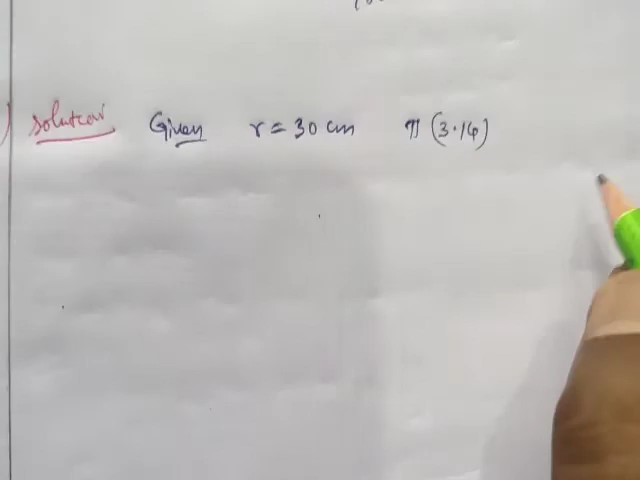 ) Solution Given r = 30 cm π (3.14)